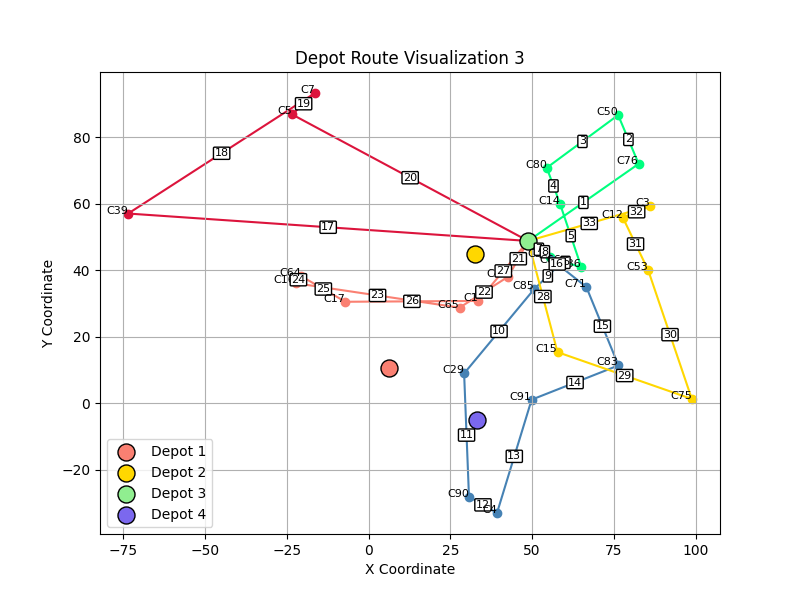 Depot Route Visualization 3
Y Coordinate
80
60
40
20
0
−20
−75
−50
−25
0
25
50
75
100
X Coordinate
C7
19
C5
18
C39
20
17
C50
3
2
C76
C80
4
C14
1
5
C3
32
C12
33
31
C53
21
16
27
C64
24
25
C17
23
26
C65
22
C85
9
28
C71
10
15
30
C15
C83
29
C75
C29
14
C91
11
13
C90
12
Depot 1
Depot 2
Depot 3
Depot 4